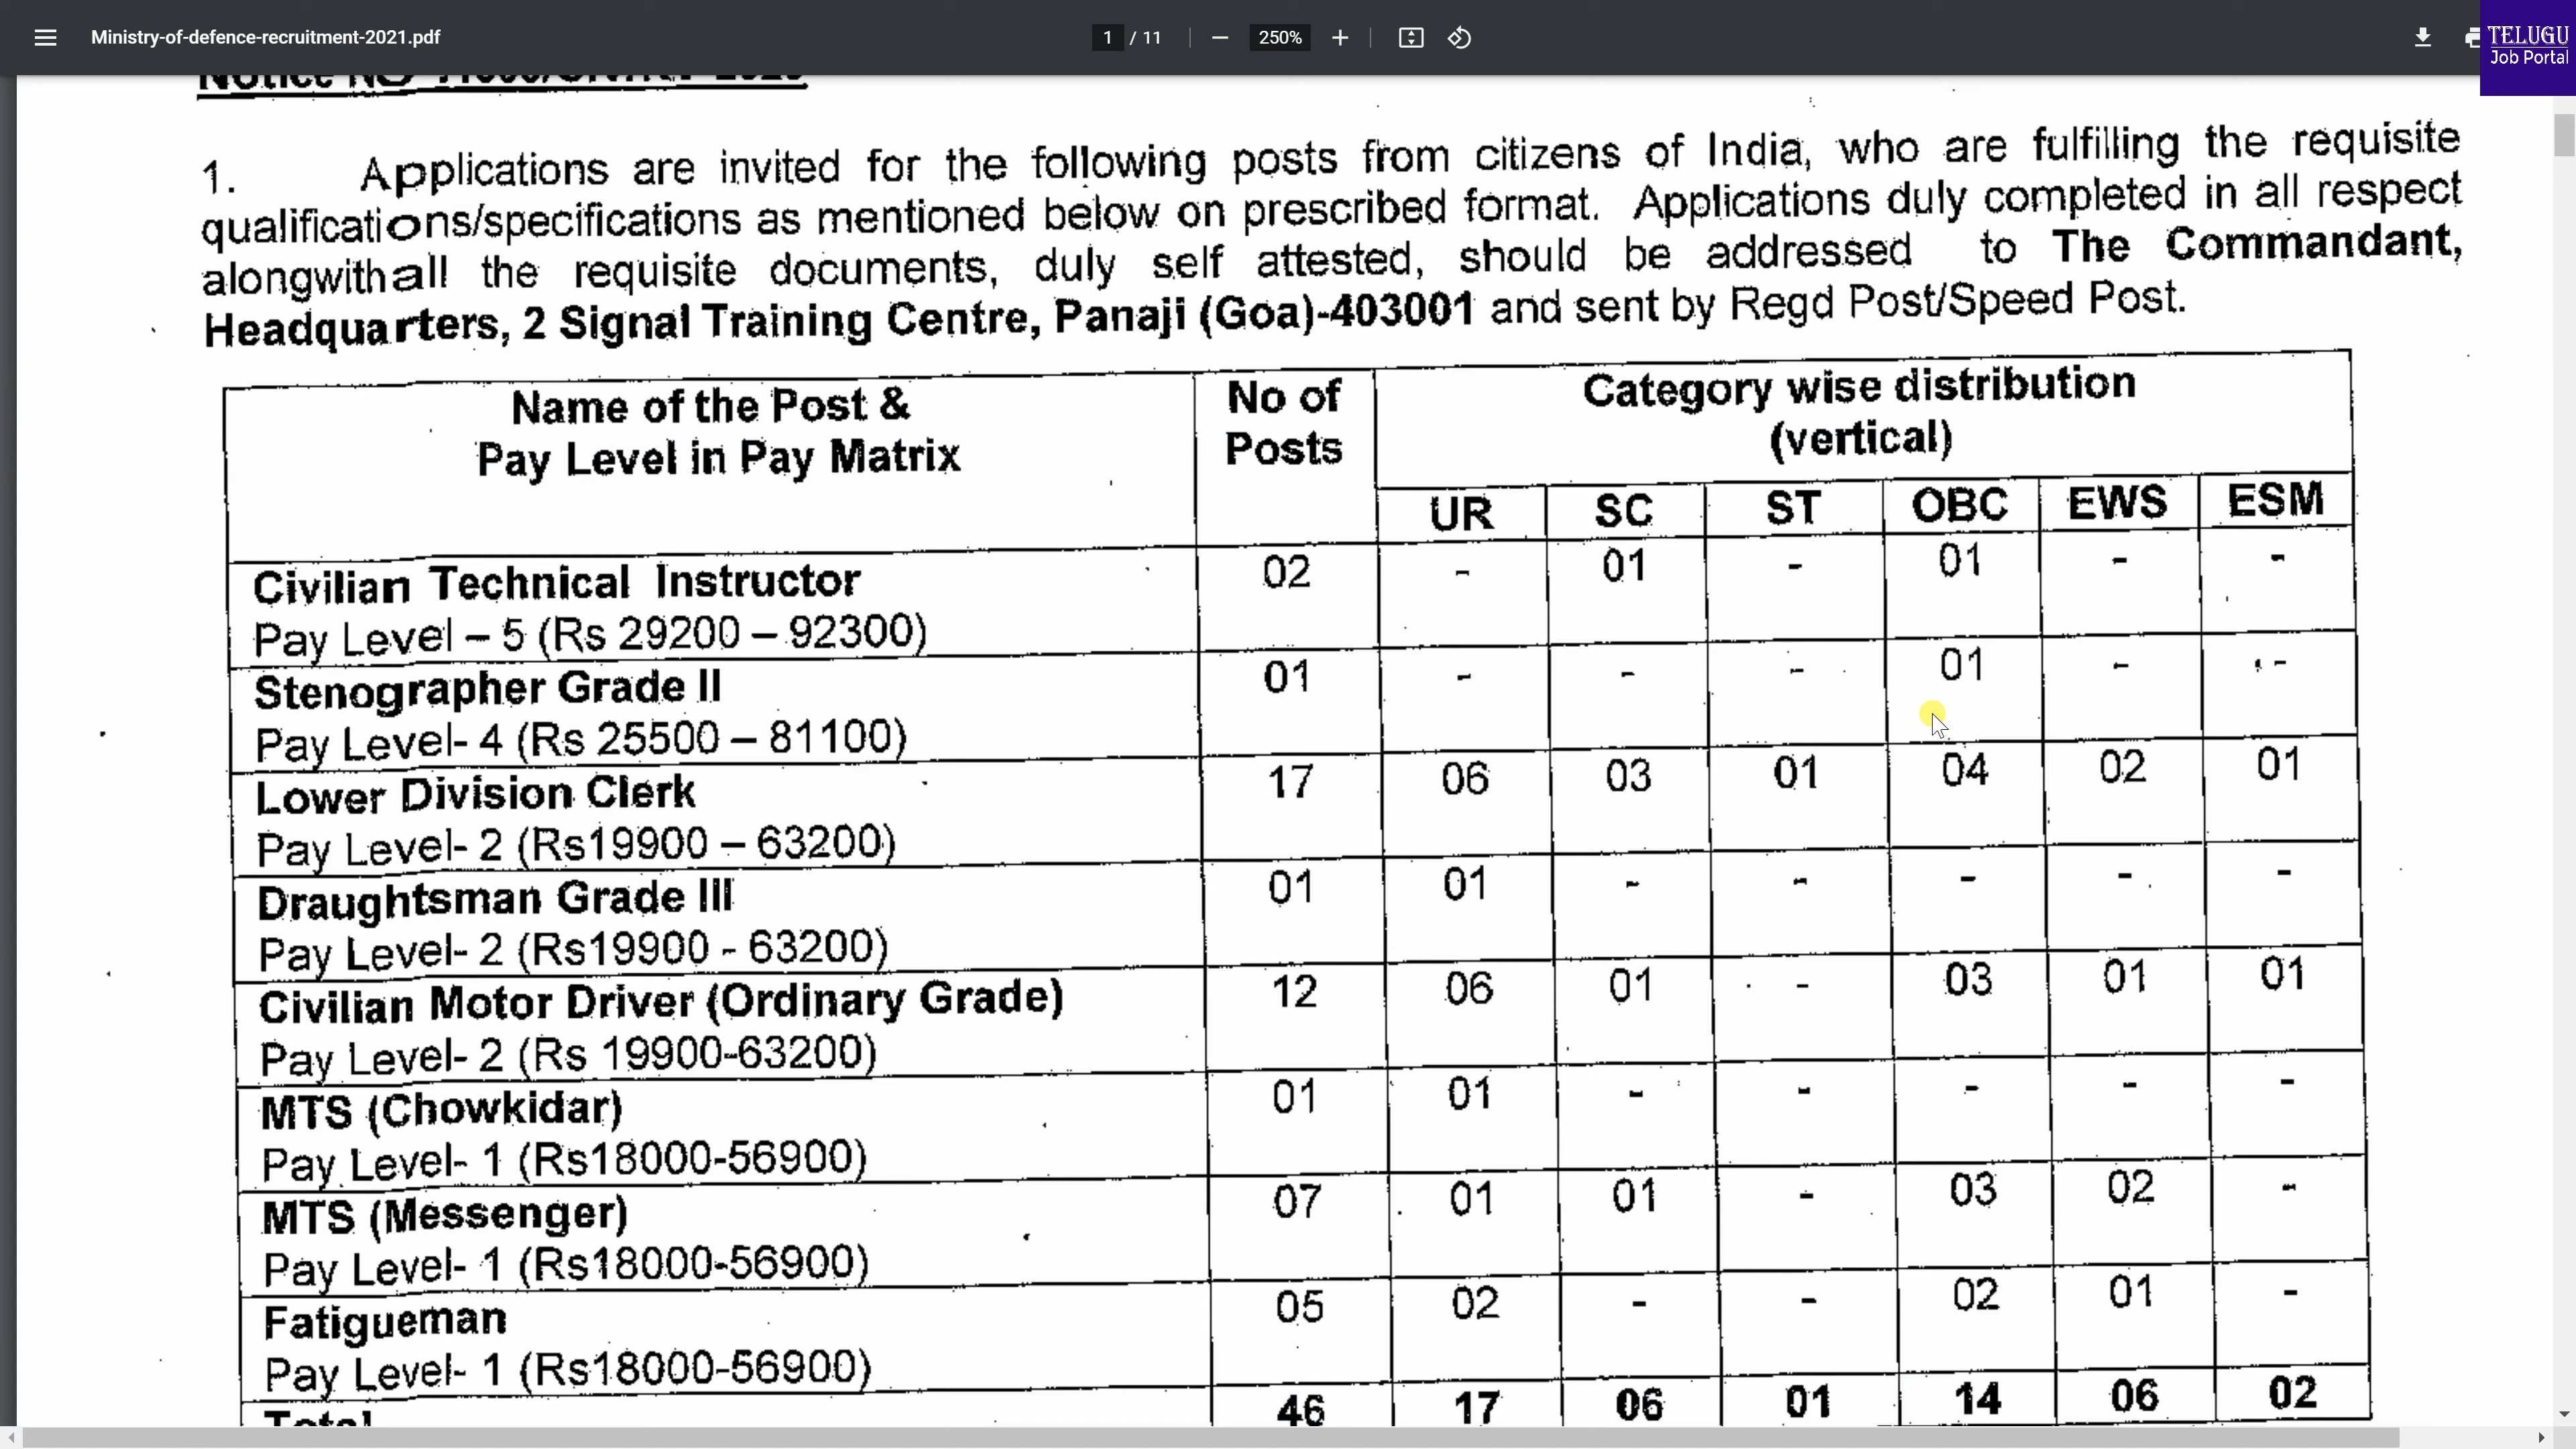 Ministry-of-defence-recruitment-2021.pdf
1 / 11
250%
TELUGU
Job Portal
Notice No
1. Applications are invited for the following posts from citizens of India, who are fulfilling the requisite
qualifications/specifications as mentioned below on prescribed format. Applications duly completed in all respect
alongwith all the requisite documents, duly self attested, should be addressed to The Commandant,
Headquarters, 2 Signal Training Centre, Panaji (Goa)-403001 and sent by Regd Post/Speed Post.
Name of the Post & No of Category wise distribution
Pay Level in Pay Matrix Posts (vertical)
UR SC ST OBC EWS ESM
Civilian Technical Instructor 02 - 01 - 01 - -
Pay Level – 5 (Rs 29200 – 92300)
Stenographer Grade II 01 - - - 01 - -
Pay Level- 4 (Rs 25500 – 81100)
Lower Division Clerk 17 06 03 01 04 02 01
Pay Level- 2 (Rs19900 – 63200)
Draughtsman Grade III 01 01 - - - - -
Pay Level- 2 (Rs19900 - 63200)
Civilian Motor Driver (Ordinary Grade) 12 06 01 - 03 01 01
Pay Level- 2 (Rs 19900-63200)
MTS (Chowkidar) 01 01 - - - - -
Pay Level- 1 (Rs18000-56900)
MTS (Messenger) 07 01 01 - 03 02 -
Pay Level- 1 (Rs18000-56900)
Fatigueman 05 02 - - 02 01 -
Pay Level- 1 (Rs18000-56900)
Total 46 17 06 01 14 06 02